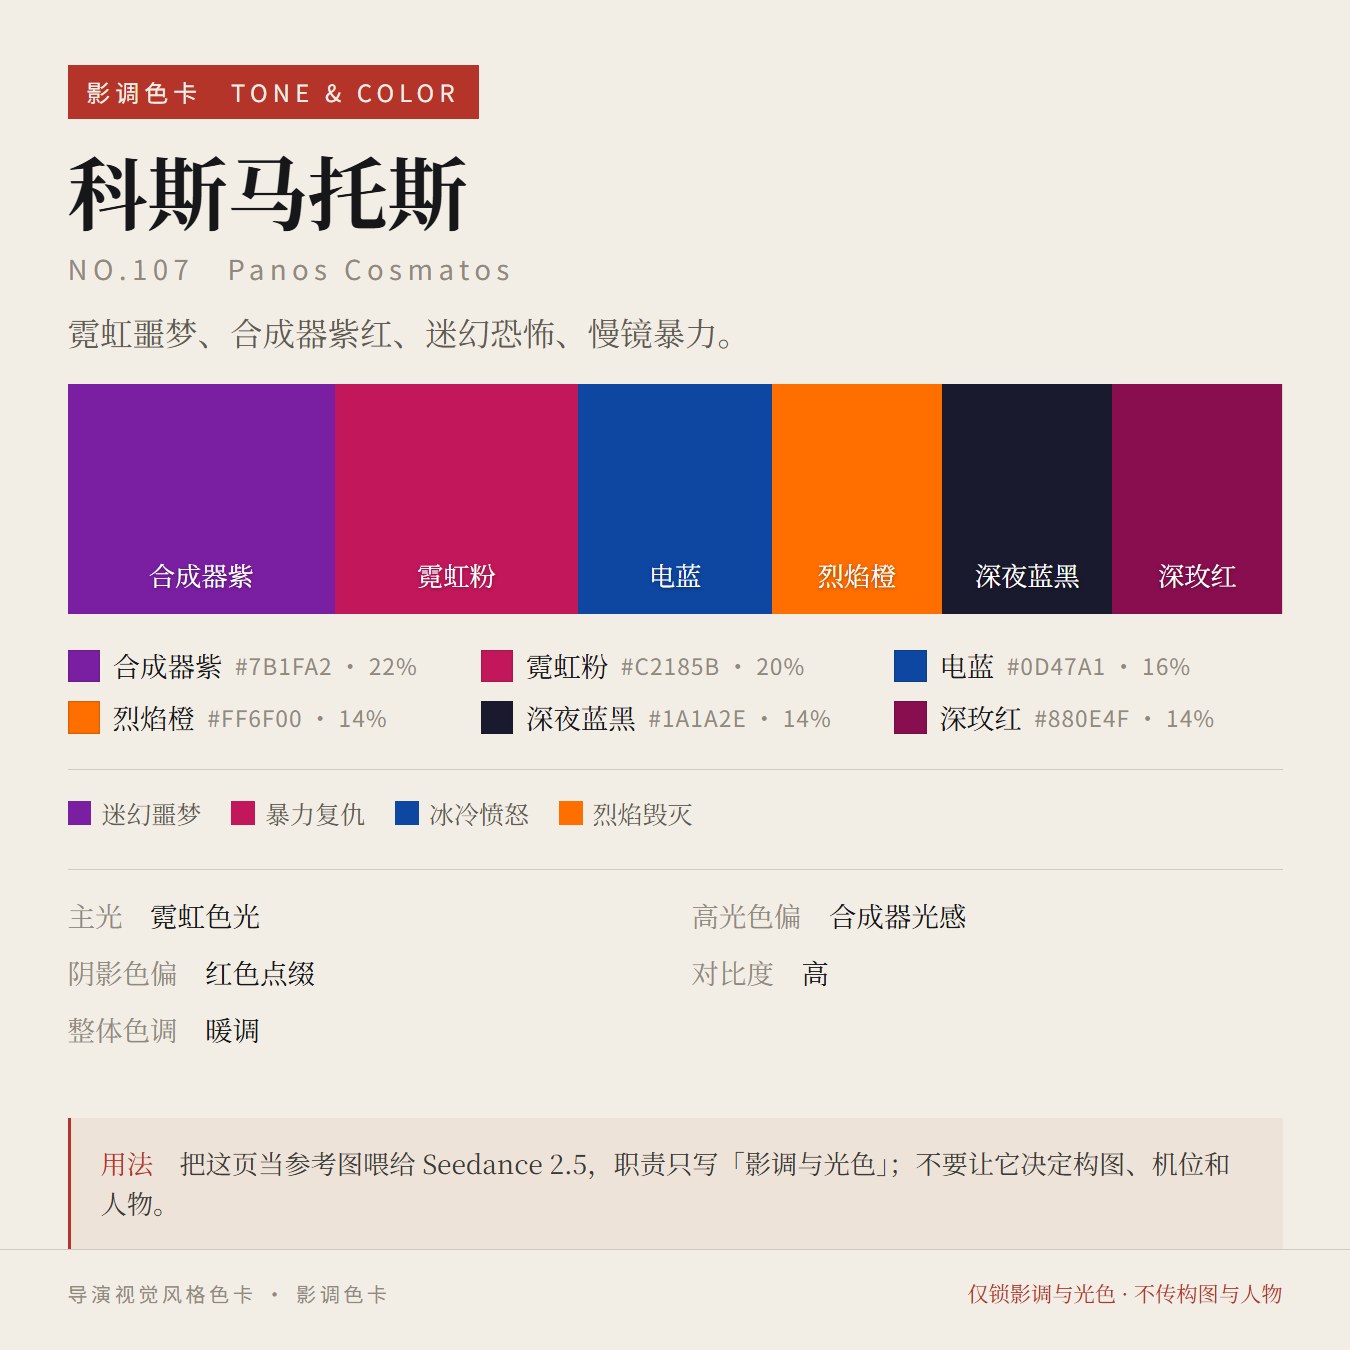 影调色卡 TONE & COLOR
科斯马托斯
NO.107 Panos Cosmatos
霓虹噩梦、合成器紫红、迷幻恐怖、慢镜暴力。
合成器紫 霓虹粉 电蓝 烈焰橙 深夜蓝黑 深玫红
合成器紫 #7B1FA2 · 22% 霓虹粉 #C2185B · 20% 电蓝 #0D47A1 · 16%
烈焰橙 #FF6F00 · 14% 深夜蓝黑 #1A1A2E · 14% 深玫红 #880E4F · 14%
迷幻噩梦 暴力复仇 冰冷愤怒 烈焰毁灭
主光 霓虹色光 高光色偏 合成器光感
阴影色偏 红色点缀 对比度 高
整体色调 暖调
用法 把这页当参考图喂给 Seedance 2.5，职责只写「影调与光色」；不要让它决定构图、机位和
人物。
导演视觉风格色卡 · 影调色卡 仅锁影调与光色 · 不传构图与人物